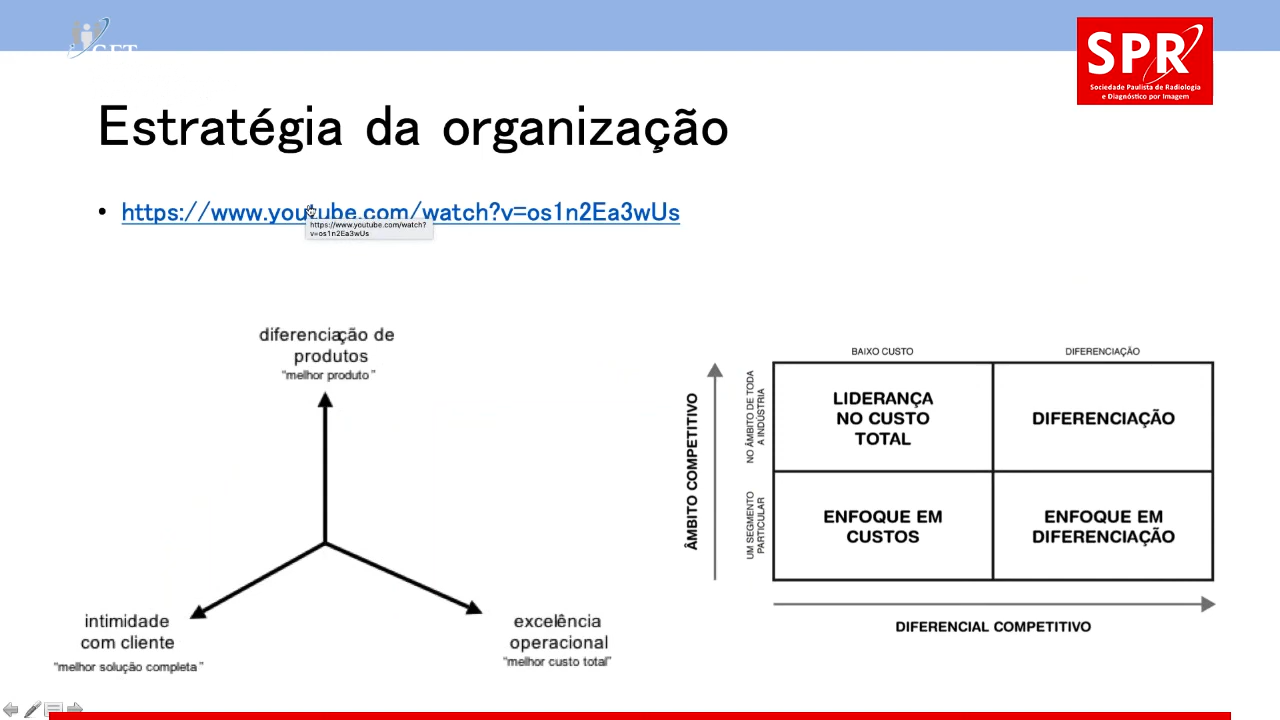 GET
SPR
Sociedade Paulista de Radiologia
e Diagnóstico por Imagem
Estratégia da organização
• https://www.youtube.com/watch?v=os1n2Ea3wUs
https://www.youtube.com/watch?
v=os1n2Ea3wUs
diferenciação de
produtos
"melhor produto"
intimidade
com cliente
"melhor solução completa"
excelência
operacional
"melhor custo total"
BAIXO CUSTO
DIFERENCIAÇÃO
ÂMBITO COMPETITIVO
NO ÂMBITO DE TODA
A INDÚSTRIA
LIDERANÇA
NO CUSTO
TOTAL
DIFERENCIAÇÃO
UM SEGMENTO
PARTICULAR
ENFOQUE EM
CUSTOS
ENFOQUE EM
DIFERENCIAÇÃO
DIFERENCIAL COMPETITIVO